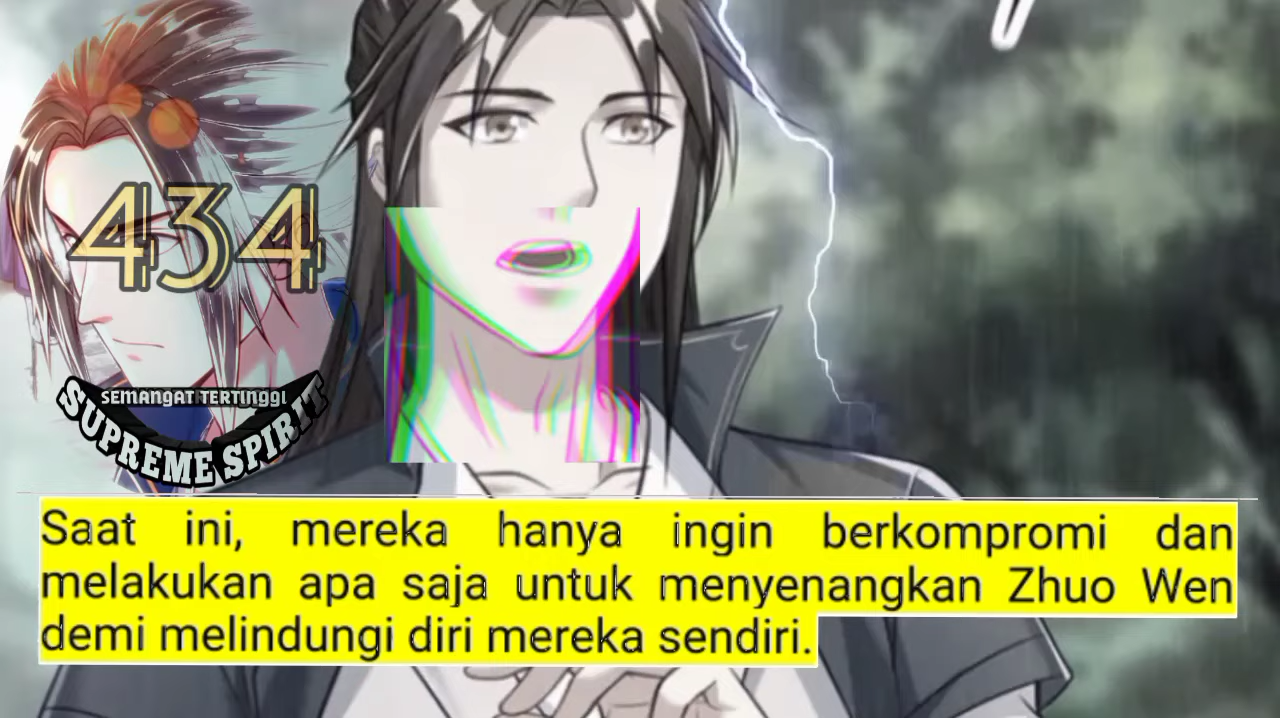 434
SEMANGAT TERTINGGI
SUPREME SPIRIT
Saat ini, mereka hanya ingin berkompromi dan
melakukan apa saja untuk menyenangkan Zhuo Wen
demi melindungi diri mereka sendiri.